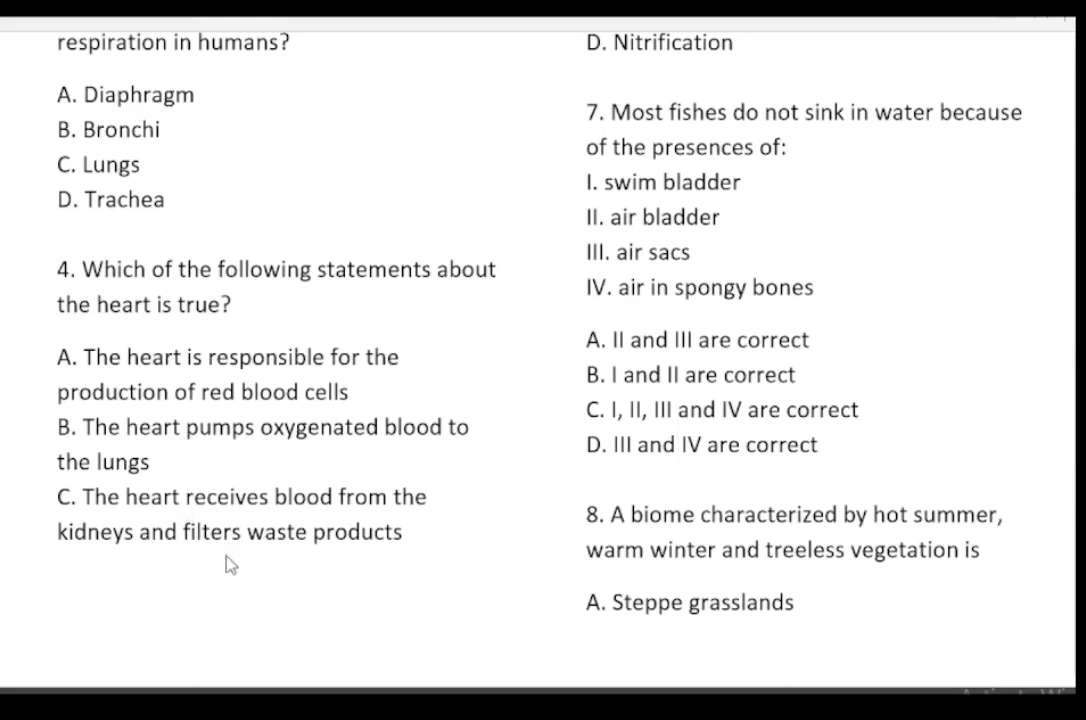 respiration in humans?
A. Diaphragm
B. Bronchi
C. Lungs
D. Trachea
4. Which of the following statements about
the heart is true?
A. The heart is responsible for the
production of red blood cells
B. The heart pumps oxygenated blood to
the lungs
C. The heart receives blood from the
kidneys and filters waste products
D. Nitrification
7. Most fishes do not sink in water because
of the presences of:
I. swim bladder
II. air bladder
III. air sacs
IV. air in spongy bones
A. II and III are correct
B. I and II are correct
C. I, II, III and IV are correct
D. III and IV are correct
8. A biome characterized by hot summer,
warm winter and treeless vegetation is
A. Steppe grasslands